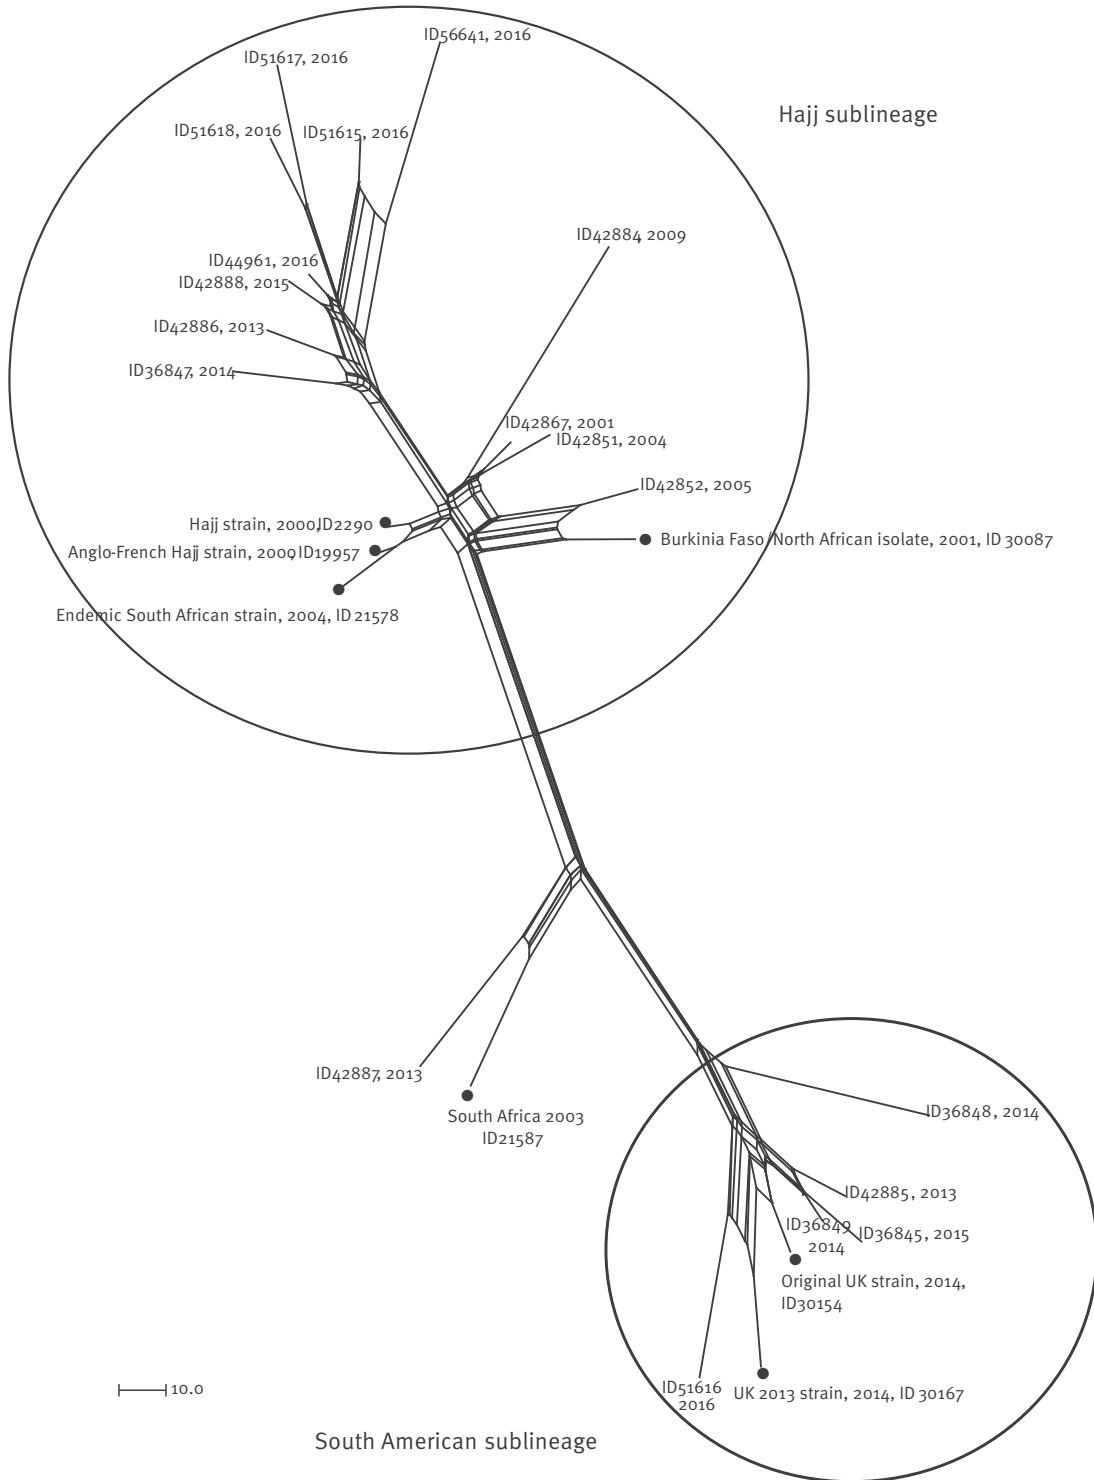 ID56641, 2016
ID51617, 2016
Hajj sublineage
ID51618, 2016
ID51615, 2016
ID42884, 2009
ID44961, 2016
ID42888, 2015
ID42886, 2013
ID36847, 2014
ID42867, 2001
ID42851, 2004
ID42852, 2005
Hajj strain, 2000,ID2290
Burkinia Faso/North African isolate, 2001, ID 30087
Anglo-French Hajj strain, 2000,ID19957
Endemic South African strain, 2004, ID 21578
ID42887, 2013
South Africa 2003
ID21587
ID36848, 2014
ID42885, 2013
ID36849
2014
ID36845, 2015
Original UK strain, 2014,
ID30154
ID51616
2016
UK 2013 strain, 2014, ID 30167
10.0
South American sublineage